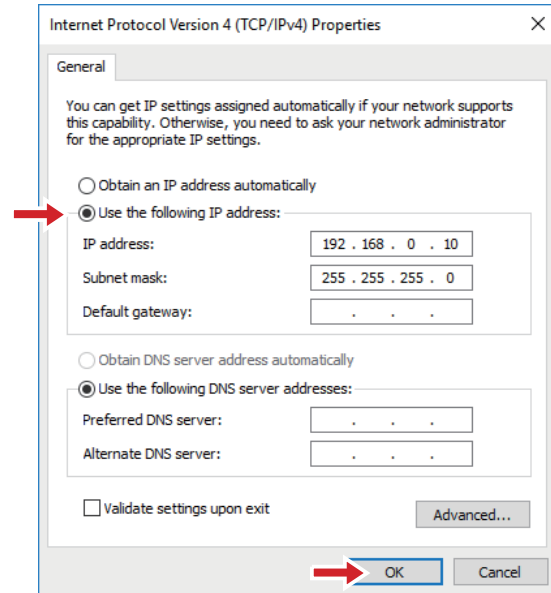 Internet Protocol Version 4 (TCP/IPv4) Properties
General
You can get IP settings assigned automatically if your network supports
this capability. Otherwise, you need to ask your network administrator
for the appropriate IP settings.
Obtain an IP address automatically
Use the following IP address:
IP address: 192 . 168 . 0 . 10
Subnet mask: 255 . 255 . 255 . 0
Default gateway: . . .
Obtain DNS server address automatically
Use the following DNS server addresses:
Preferred DNS server: . . .
Alternate DNS server: . . .
Validate settings upon exit
Advanced...
OK Cancel